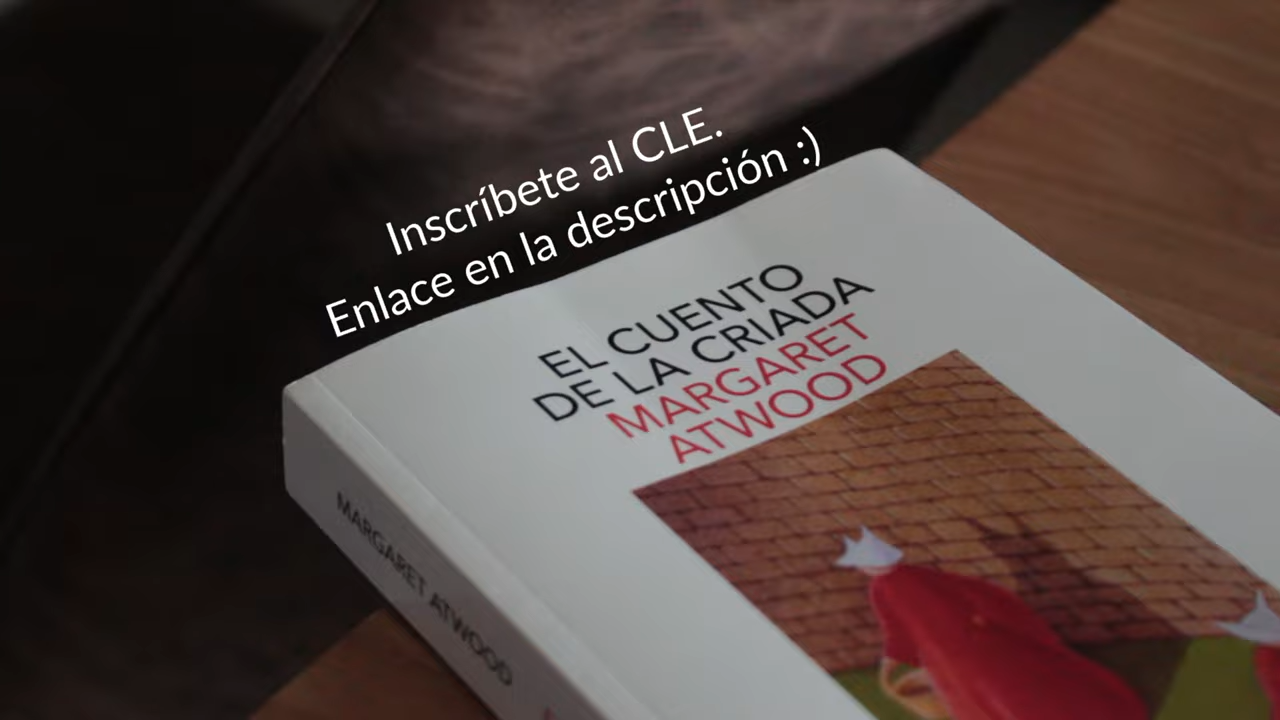 Inscríbete al CLE.
Enlace en la descripción :)
EL CUENTO
DE LA CRIADA
MARGARET
ATWOOD
MARGARET ATWOOD